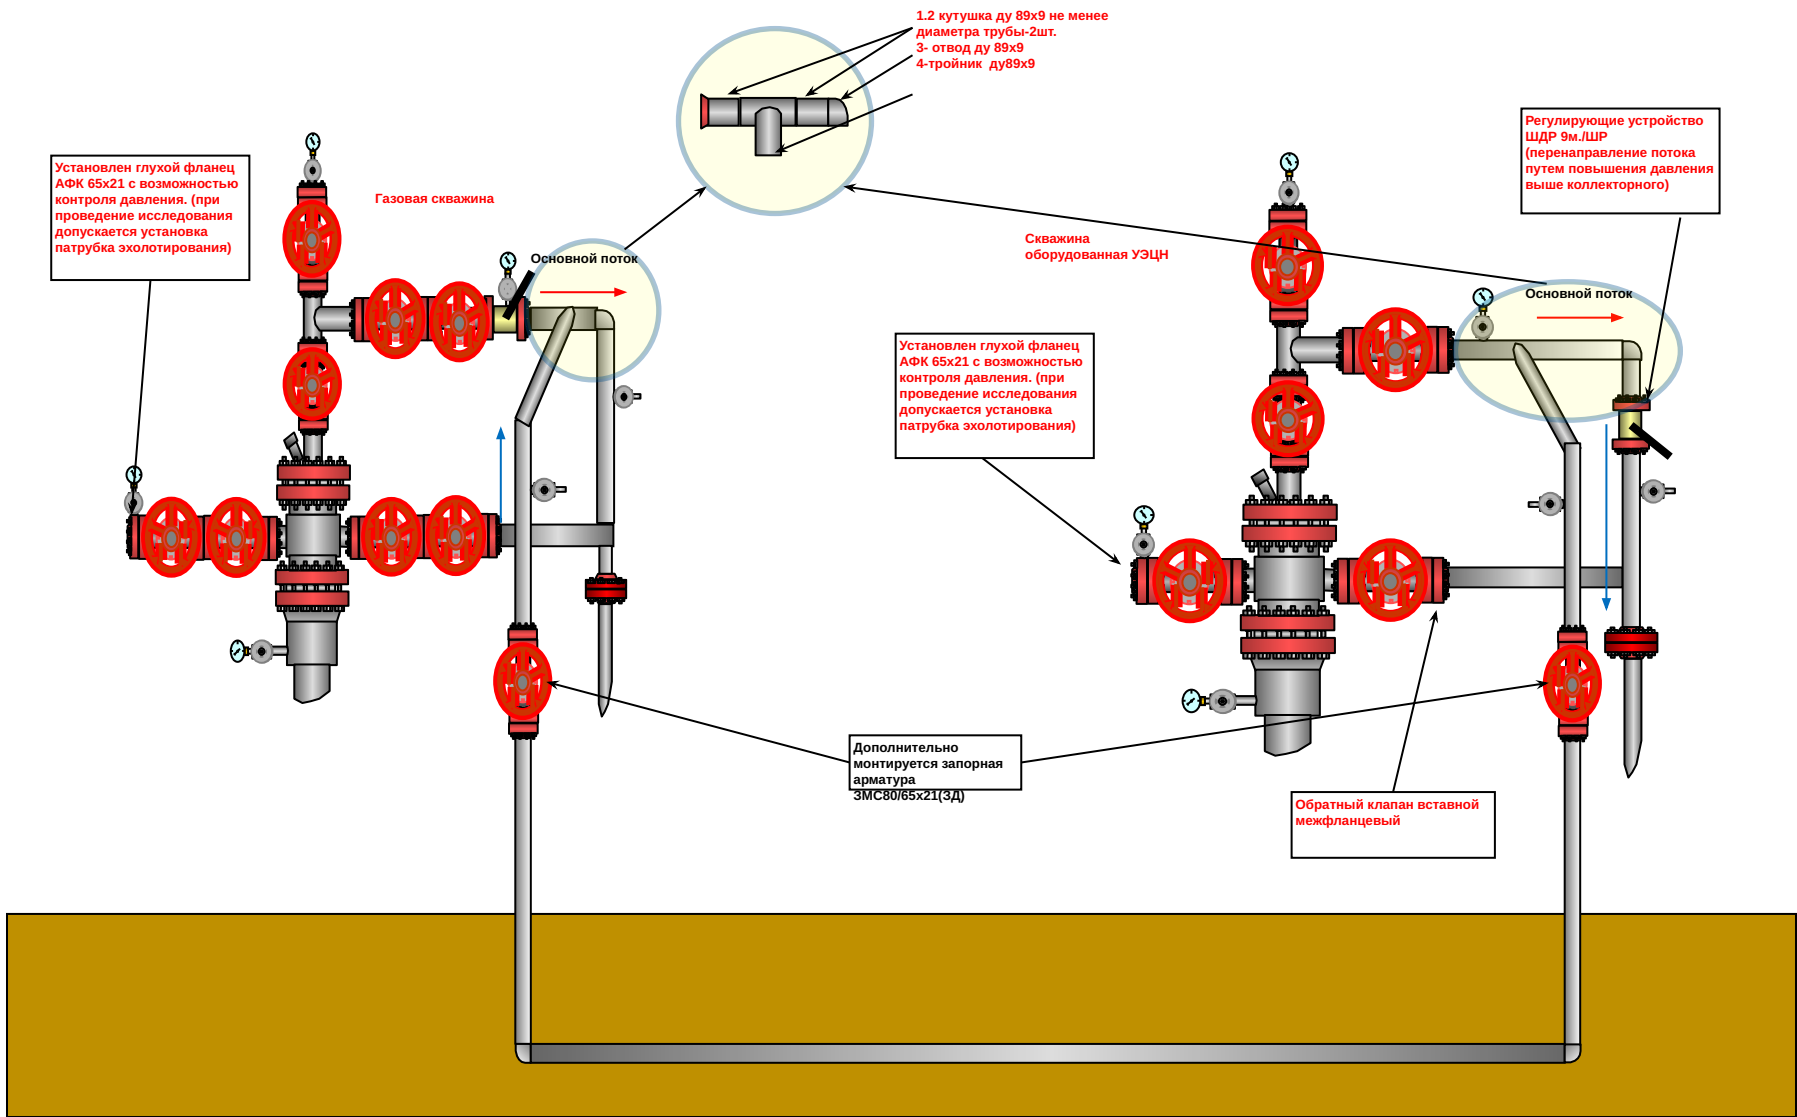 1.2 кутушка ду 89х9 не менее
диаметра трубы-2шт.
3- отвод ду 89х9
4-тройник  ду89х9
Регулирующие устройство
ШДР 9м./ШР
(перенаправление потока
путем повышения давления
выше коллекторного)
Установлен глухой фланец
АФК 65х21 с возможностью
контроля давления. (при
проведение исследования
допускается установка
патрубка эхолотирования)
Газовая скважина
Скважина
оборудованная УЭЦН
Основной поток
Основной поток
Установлен глухой фланец
АФК 65х21 с возможностью
контроля давления. (при
проведение исследования
допускается установка
патрубка эхолотирования)
Дополнительно
монтируется запорная
арматура
ЗМС80/65х21(ЗД)
Обратный клапан вставной
межфланцевый